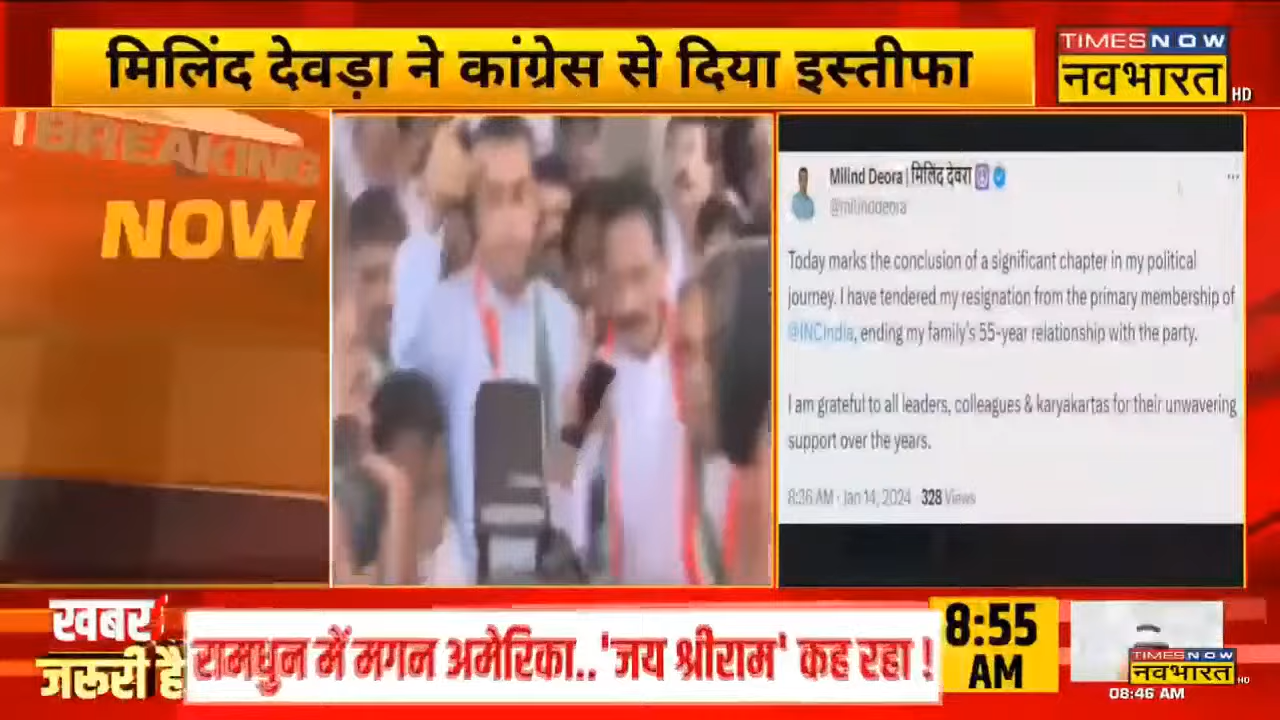 मिलिंद देवड़ा ने कांग्रेस से दिया इस्तीफा
TIMES NOW
नवभारत
HD
BREAKING
NOW
Milind Deora | मिलिंद देवरा
@milinddeora
Today marks the conclusion of a significant chapter in my political
journey. I have tendered my resignation from the primary membership of
@INCIndia, ending my family's 55-year relationship with the party.
I am grateful to all leaders, colleagues & karyakartas for their unwavering
support over the years.
8:36 AM · Jan 14, 2024 · 328 Views
खबर
जरूरी है
रामधुन में मगन अमेरिका.. 'जय श्रीराम' कह रहा !
8:55
AM
TIMES NOW
नवभारत
HD
08:46 AM